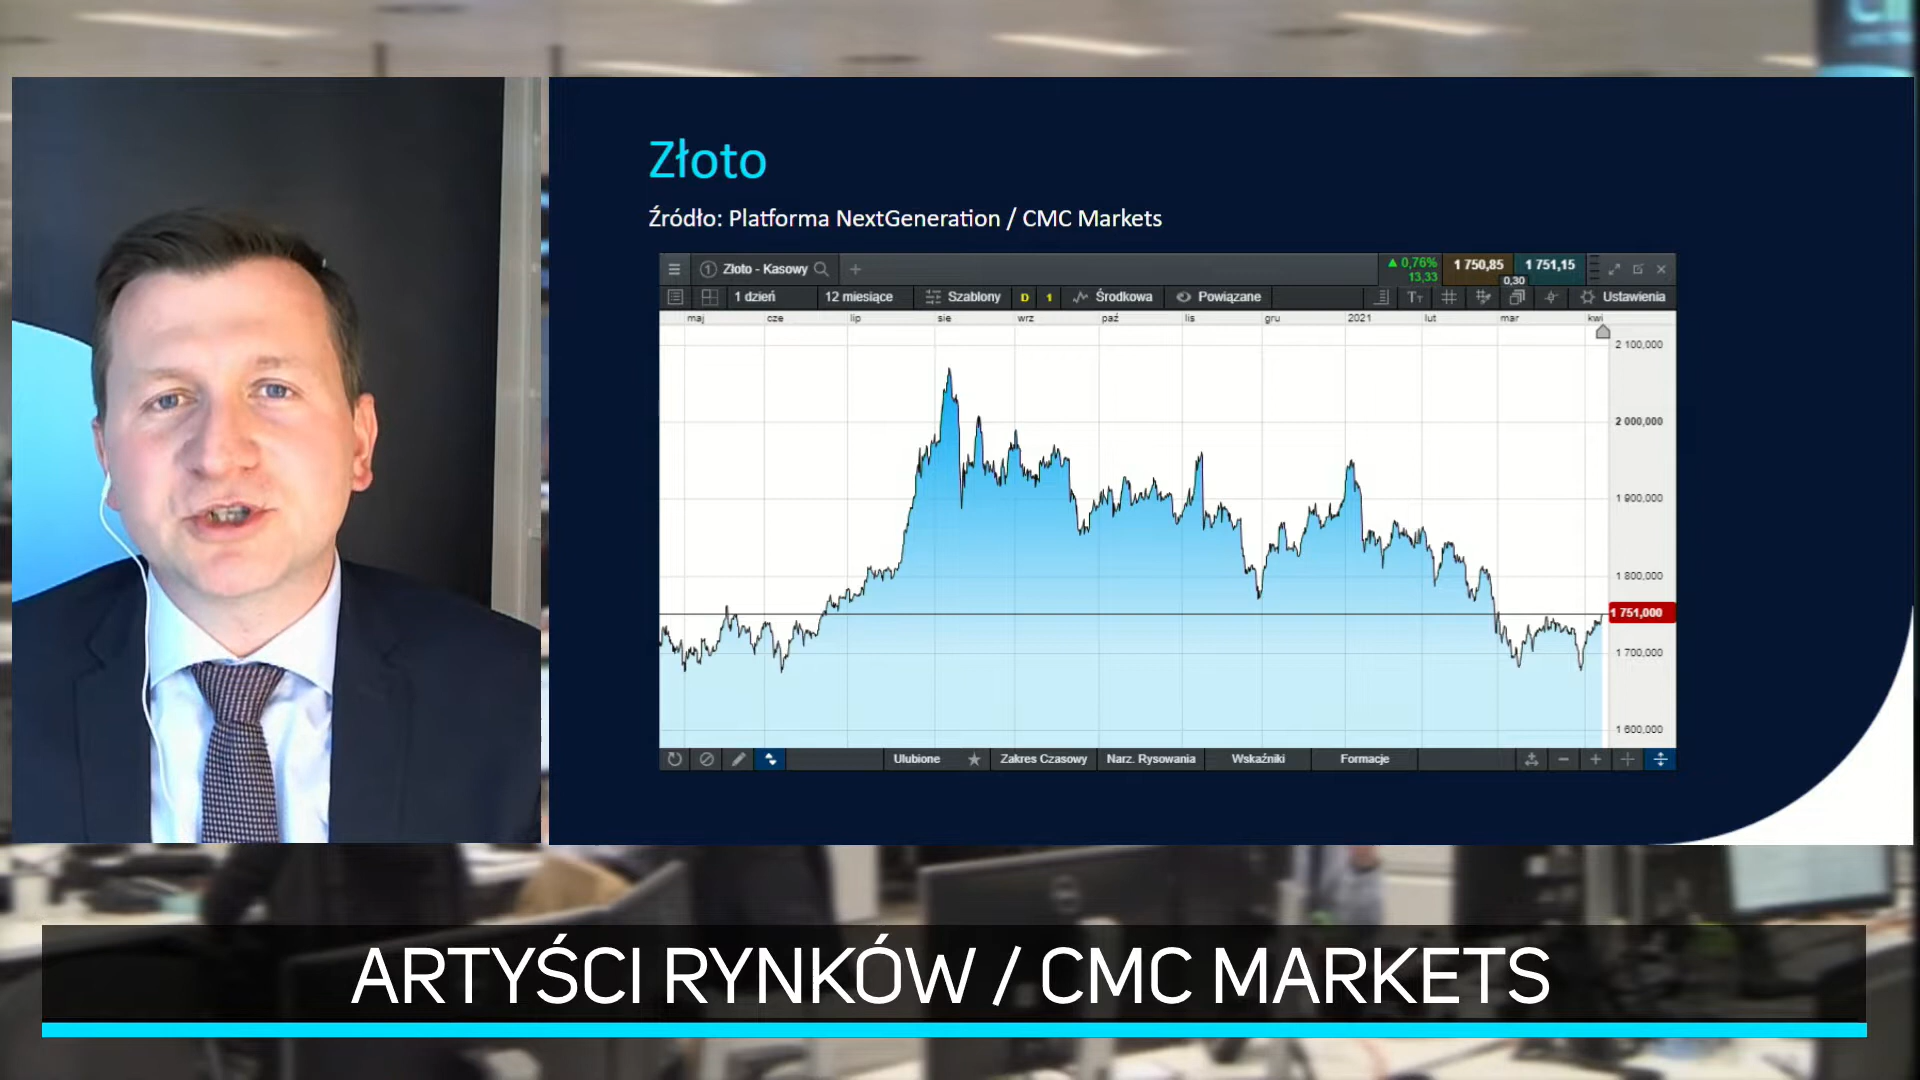 Złoto
Źródło: Platforma NextGeneration / CMC Markets
1 Złoto - Kasowy
0,76% 1 750,85 1 751,15
13,33 0,30
1 dzień 12 miesiące Szablony D 1 Środkowa Powiązane Ustawienia
maj cze lip sie wrz paź lis gru 2021 lut mar kwi
2 100,000
2 000,000
1 900,000
1 800,000
1 751,000
1 700,000
1 600,000
Ulubione Zakres Czasowy Narz. Rysowania Wskaźniki Formacje
ARTYŚCI RYNKÓW / CMC MARKETS